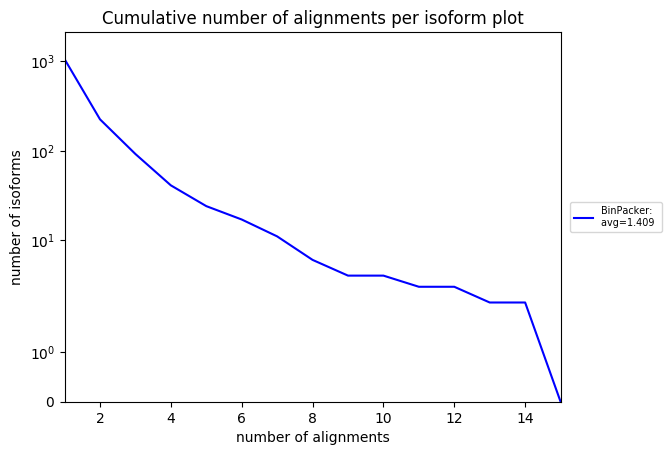 Cumulative number of alignments per isoform plot
number of isoforms
10³
10²
10¹
10⁰
0
2 4 6 8 10 12 14
number of alignments
BinPacker:
avg=1.409